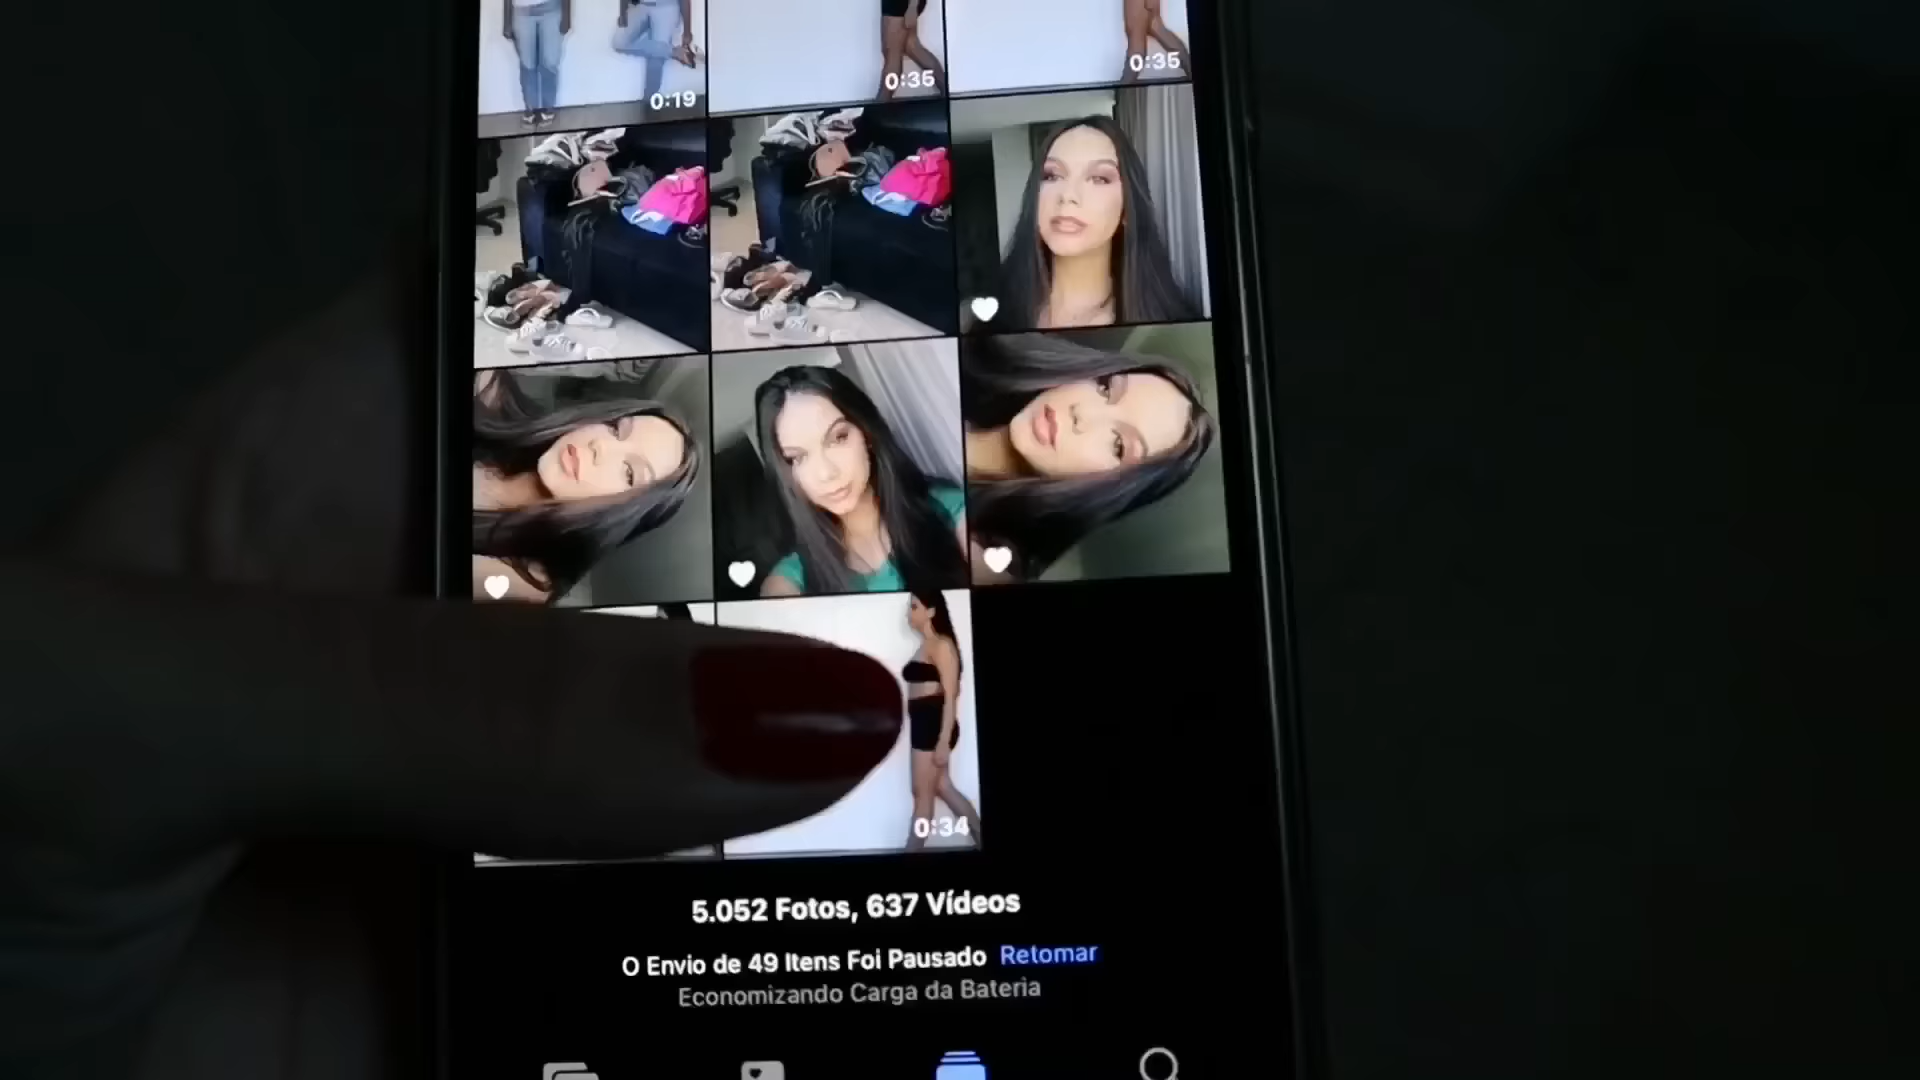 0:19
0:35
0:35
0:34
5.052 Fotos, 637 Vídeos
O Envio de 49 Itens Foi Pausado Retomar
Economizando Carga da Bateria